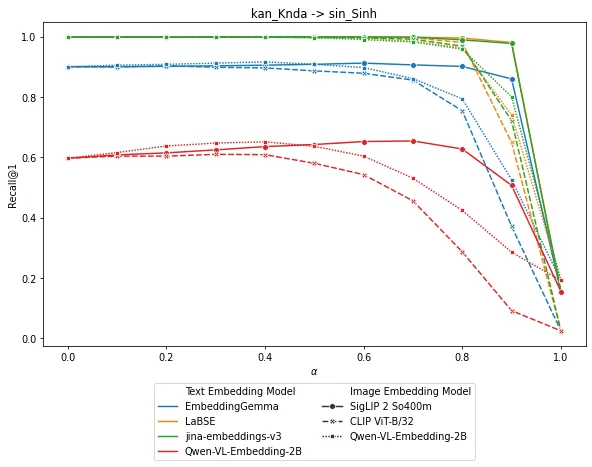 kan_Knda -> sin_Sinh
1.0
0.8
0.6
0.4
0.2
0.0
Recall@1
0.0 0.2 0.4 0.6 0.8 1.0
α
Text Embedding Model Image Embedding Model
EmbeddingGemma SigLIP 2 So400m
LaBSE CLIP ViT-B/32
jina-embeddings-v3 Qwen-VL-Embedding-2B
Qwen-VL-Embedding-2B